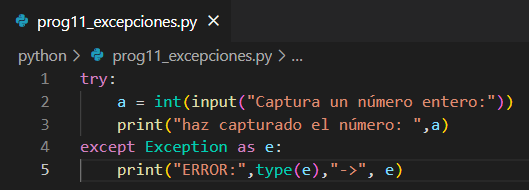 prog11_excepciones.py
python > prog11_excepciones.py > ...
1 try:
2     a = int(input("Captura un número entero:"))
3     print("haz capturado el número: ",a)
4 except Exception as e:
5     print("ERROR:",type(e),"->", e)